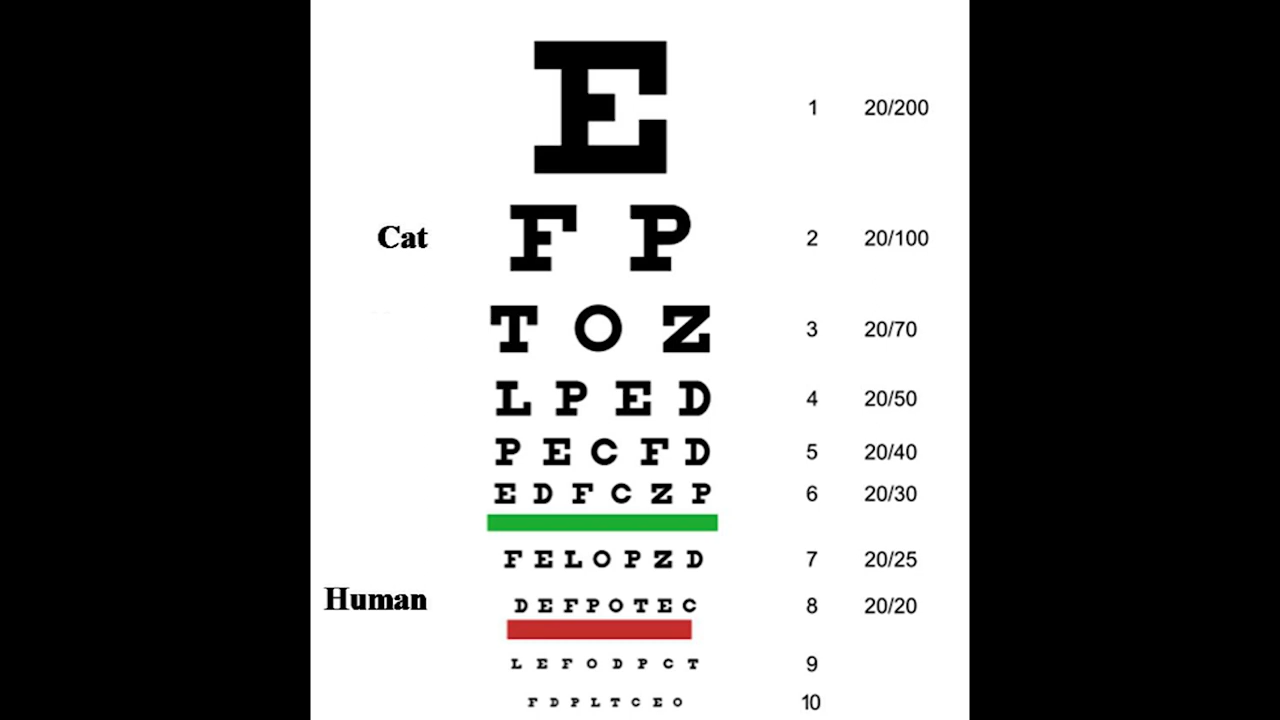 E 1 20/200
Cat F P 2 20/100
T O Z 3 20/70
L P E D 4 20/50
P E C F D 5 20/40
E D F C Z P 6 20/30
F E L O P Z D 7 20/25
Human D E F P O T E C 8 20/20
L E F O D P C T 9
F D P L T C E O 10